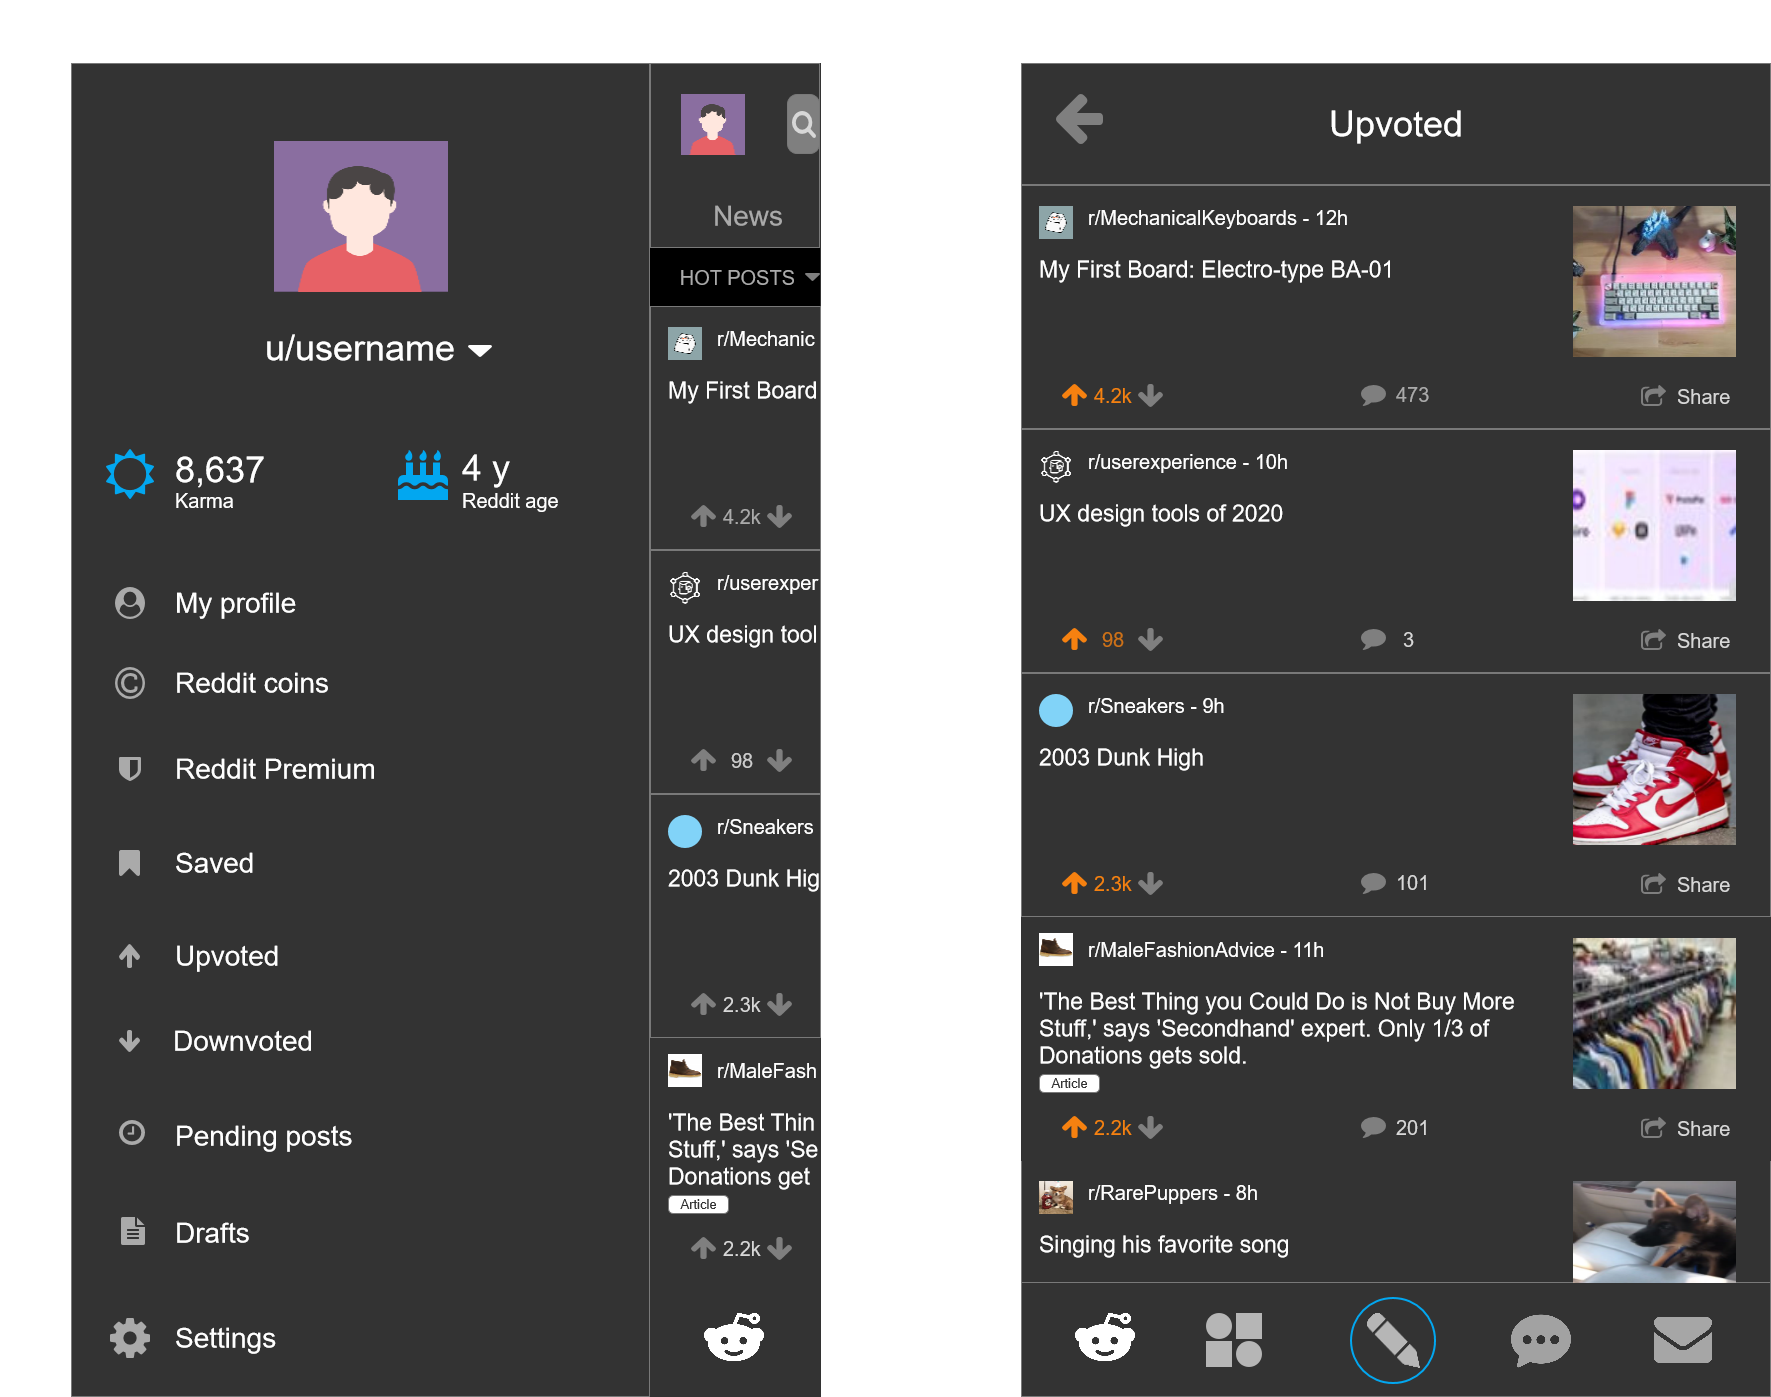 u/username
8,637
Karma
4 y
Reddit age
My profile
Reddit coins
Reddit Premium
Saved
Upvoted
Downvoted
Pending posts
Drafts
Settings
News
HOT POSTS
r/Mechanic
My First Board
4.2k
r/userexper
UX design tool
98
r/Sneakers
2003 Dunk Hig
2.3k
r/MaleFash
'The Best Thin
Stuff,' says 'Se
Donations get
Article
2.2k
Upvoted
r/MechanicalKeyboards - 12h
My First Board: Electro-type BA-01
4.2k 473 Share
r/userexperience - 10h
UX design tools of 2020
98 3 Share
r/Sneakers - 9h
2003 Dunk High
2.3k 101 Share
r/MaleFashionAdvice - 11h
'The Best Thing you Could Do is Not Buy More
Stuff,' says 'Secondhand' expert. Only 1/3 of
Donations gets sold.
Article
2.2k 201 Share
r/RarePuppers - 8h
Singing his favorite song